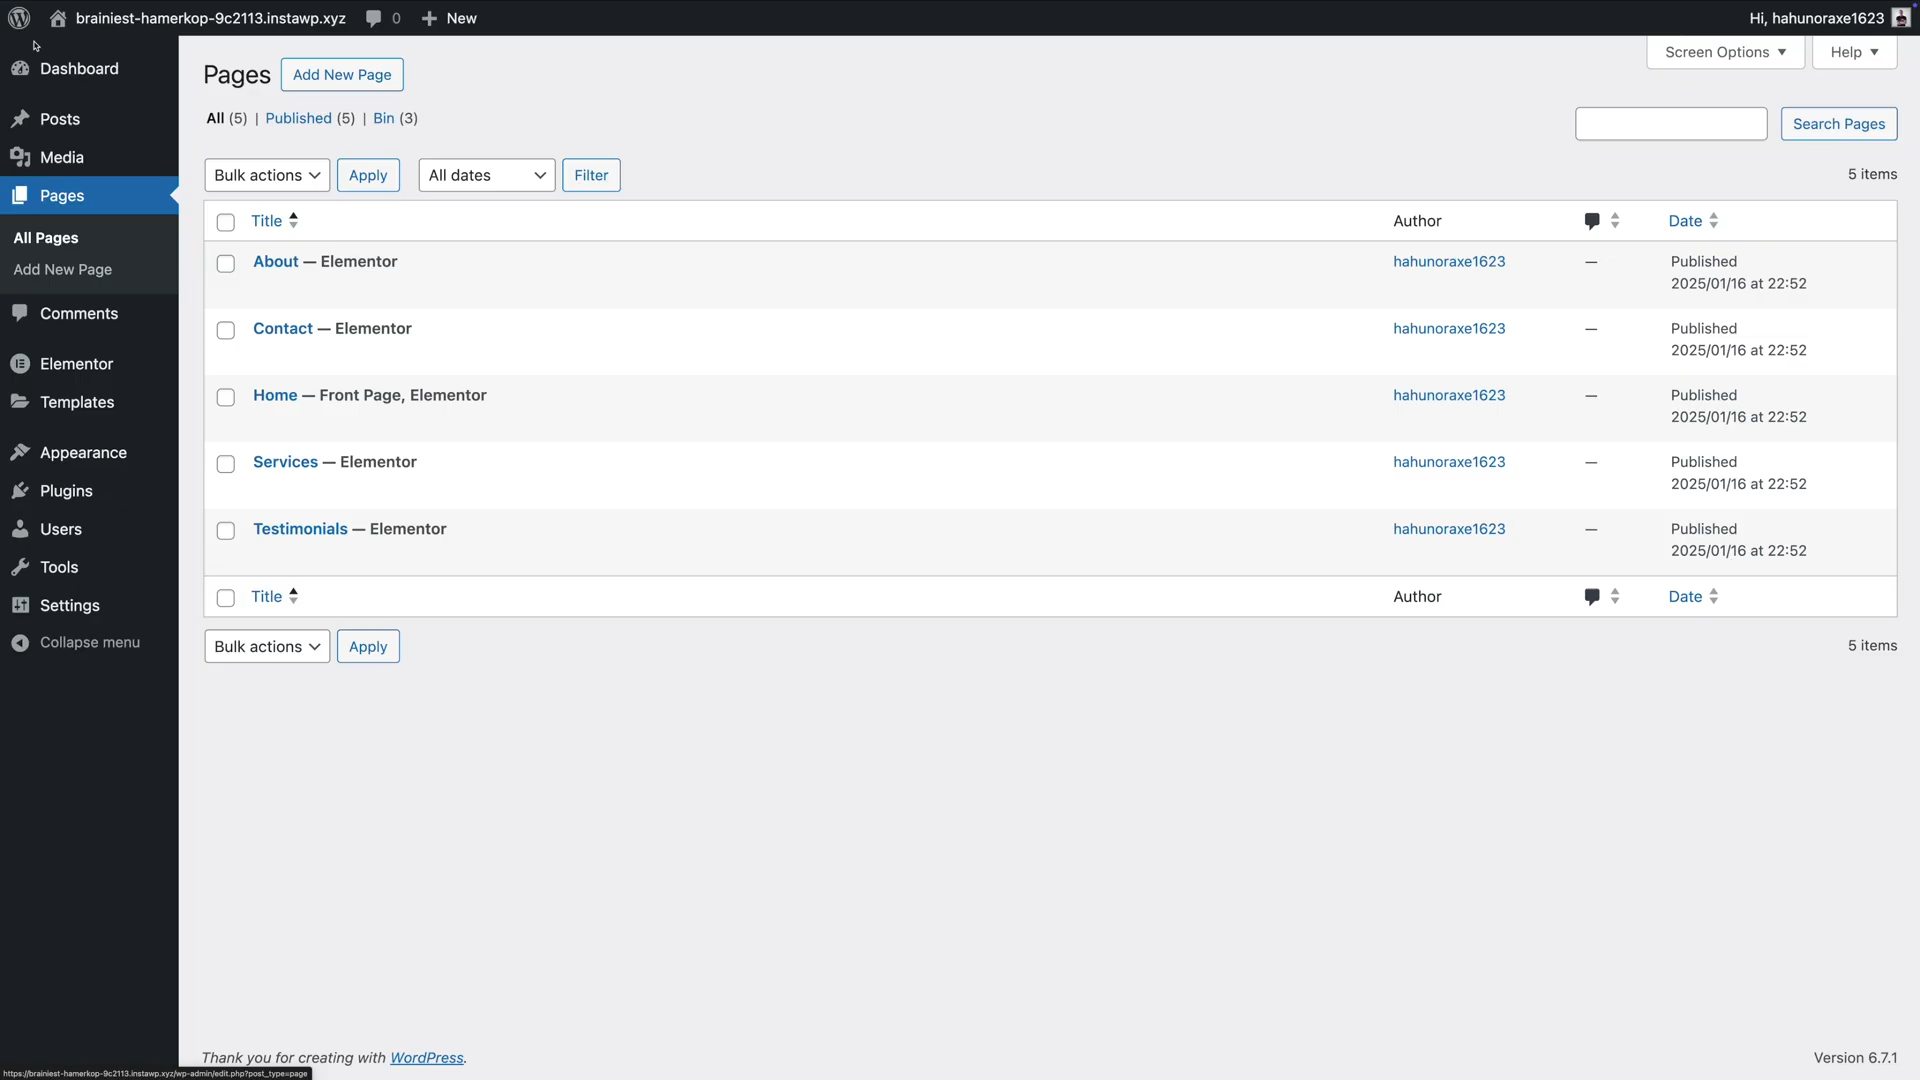 brainiest-hamerkop-9c2113.instawp.xyz 0 New Hi, hahunoraxe1623
Screen Options Help
Dashboard
Posts
Media
Pages
All Pages
Add New Page
Comments
Elementor
Templates
Appearance
Plugins
Users
Tools
Settings
Collapse menu
Pages Add New Page
All (5) | Published (5) | Bin (3)
Search Pages
Bulk actions Apply All dates Filter 5 items
Title Author Date
About — Elementor hahunoraxe1623 — Published
2025/01/16 at 22:52
Contact — Elementor hahunoraxe1623 — Published
2025/01/16 at 22:52
Home — Front Page, Elementor hahunoraxe1623 — Published
2025/01/16 at 22:52
Services — Elementor hahunoraxe1623 — Published
2025/01/16 at 22:52
Testimonials — Elementor hahunoraxe1623 — Published
2025/01/16 at 22:52
Title Author Date
Bulk actions Apply 5 items
Thank you for creating with WordPress. Version 6.7.1
https://brainiest-hamerkop-9c2113.instawp.xyz/wp-admin/edit.php?post_type=page